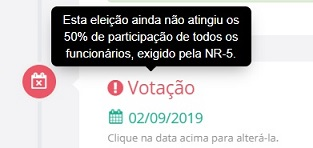 Esta eleição ainda não atingiu os
50% de participação de todos os
funcionários, exigido pela NR-5.
Votação
02/09/2019
Clique na data acima para alterá-la.